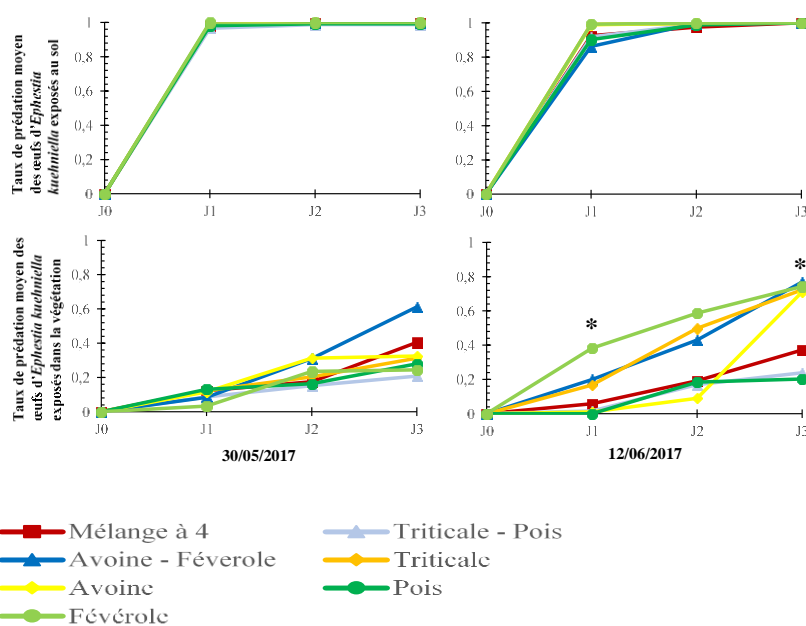 Taux de prédation moyen
des œufs d'Ephestia
kuehniella exposés au sol
1
0,8
0,6
0,4
0,2
0
J0
J1
J2
J3
1
0,8
0,6
0,4
0,2
0
J0
J1
J2
J3
Taux de prédation moyen des
œufs d'Ephestia kuehniella
exposés dans la végétation
1
0,8
0,6
0,4
0,2
0
J0
J1
J2
J3
30/05/2017
1
0,8
0,6
0,4
0,2
0
J0
J1
J2
J3
*
*
12/06/2017
Mélange à 4
Triticale - Pois
Avoine - Féverole
Triticale
Avoine
Pois
Févérole